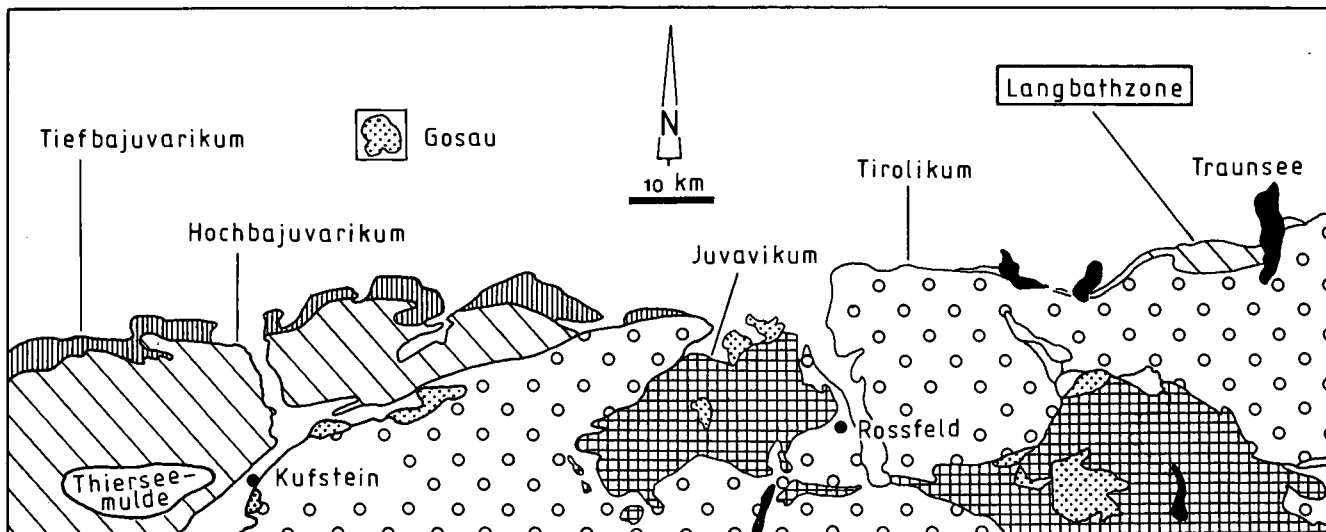 Langbathzone
Tiefbajuvarikum
Gosau
N
10 km
Tirolikum
Traunsee
Hochbajuvarikum
Juvavikum
Rossfeld
Thiersee-
mulde
Kufstein